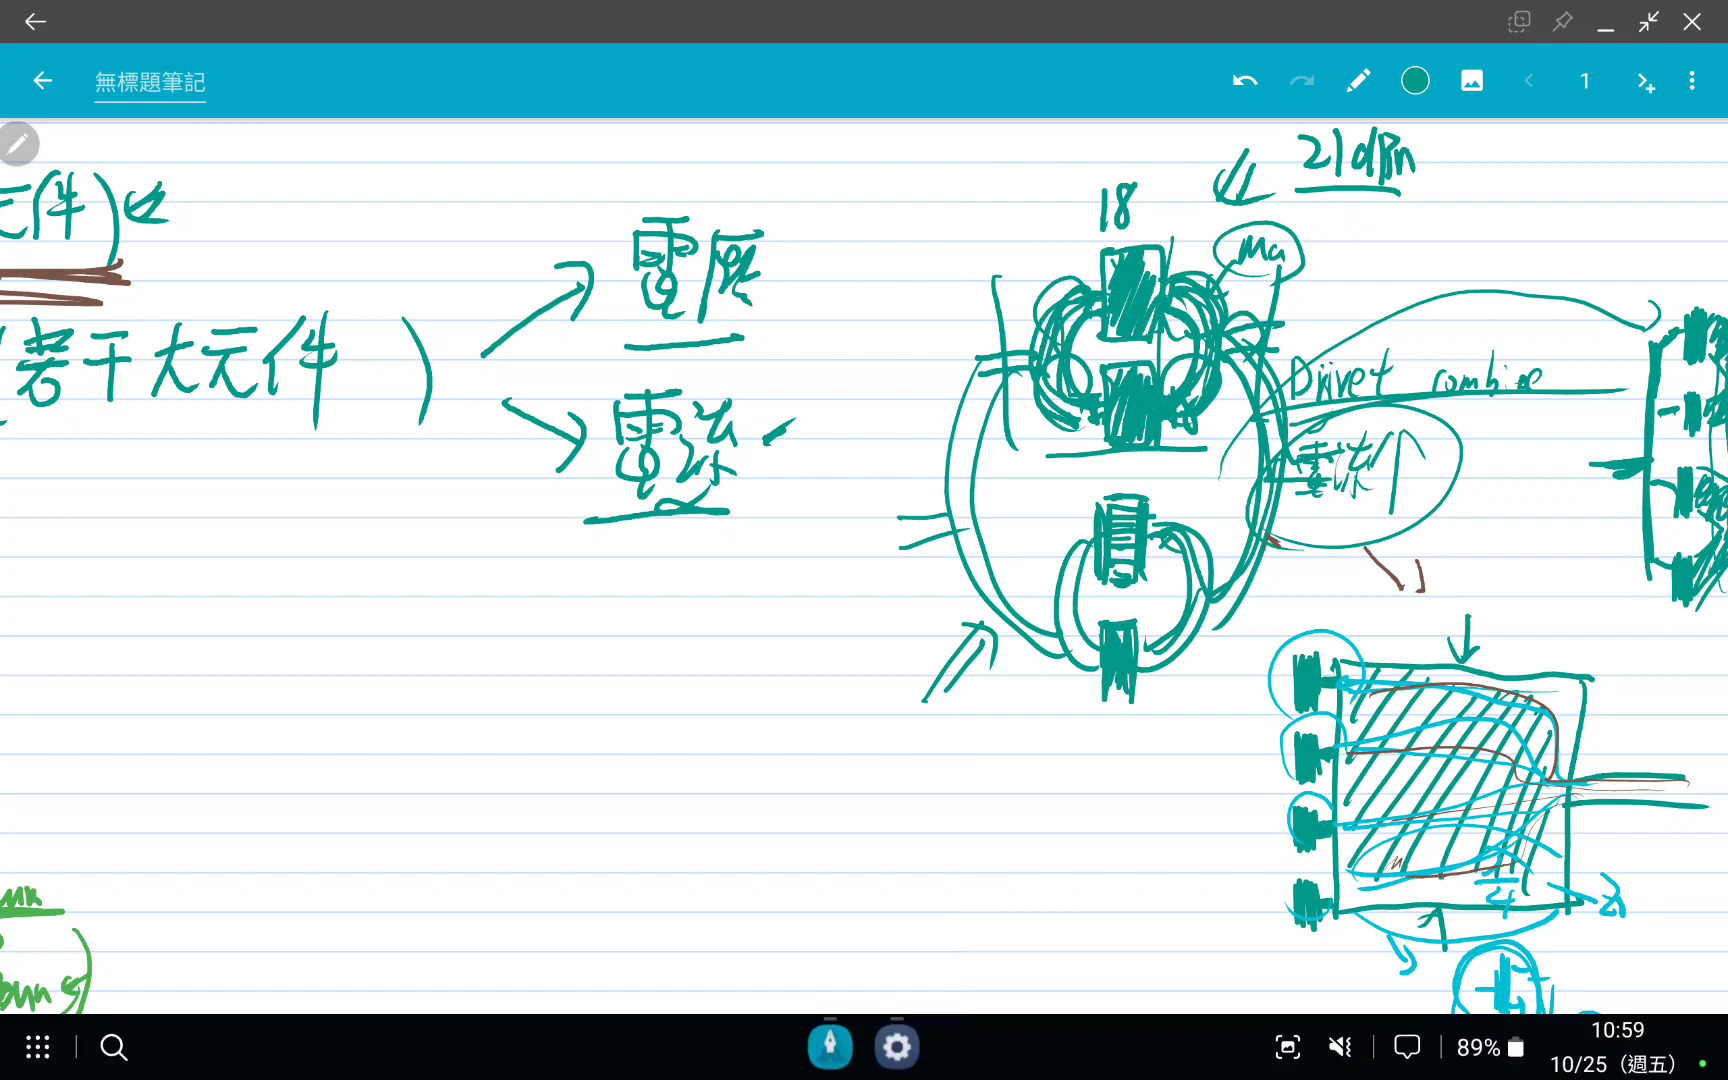 無標題筆記
1
元件)
(若干大元件)
電壓
電流
18
21dBm
Ma
Direct combine
電流
10:59
89%
10/25（週五）